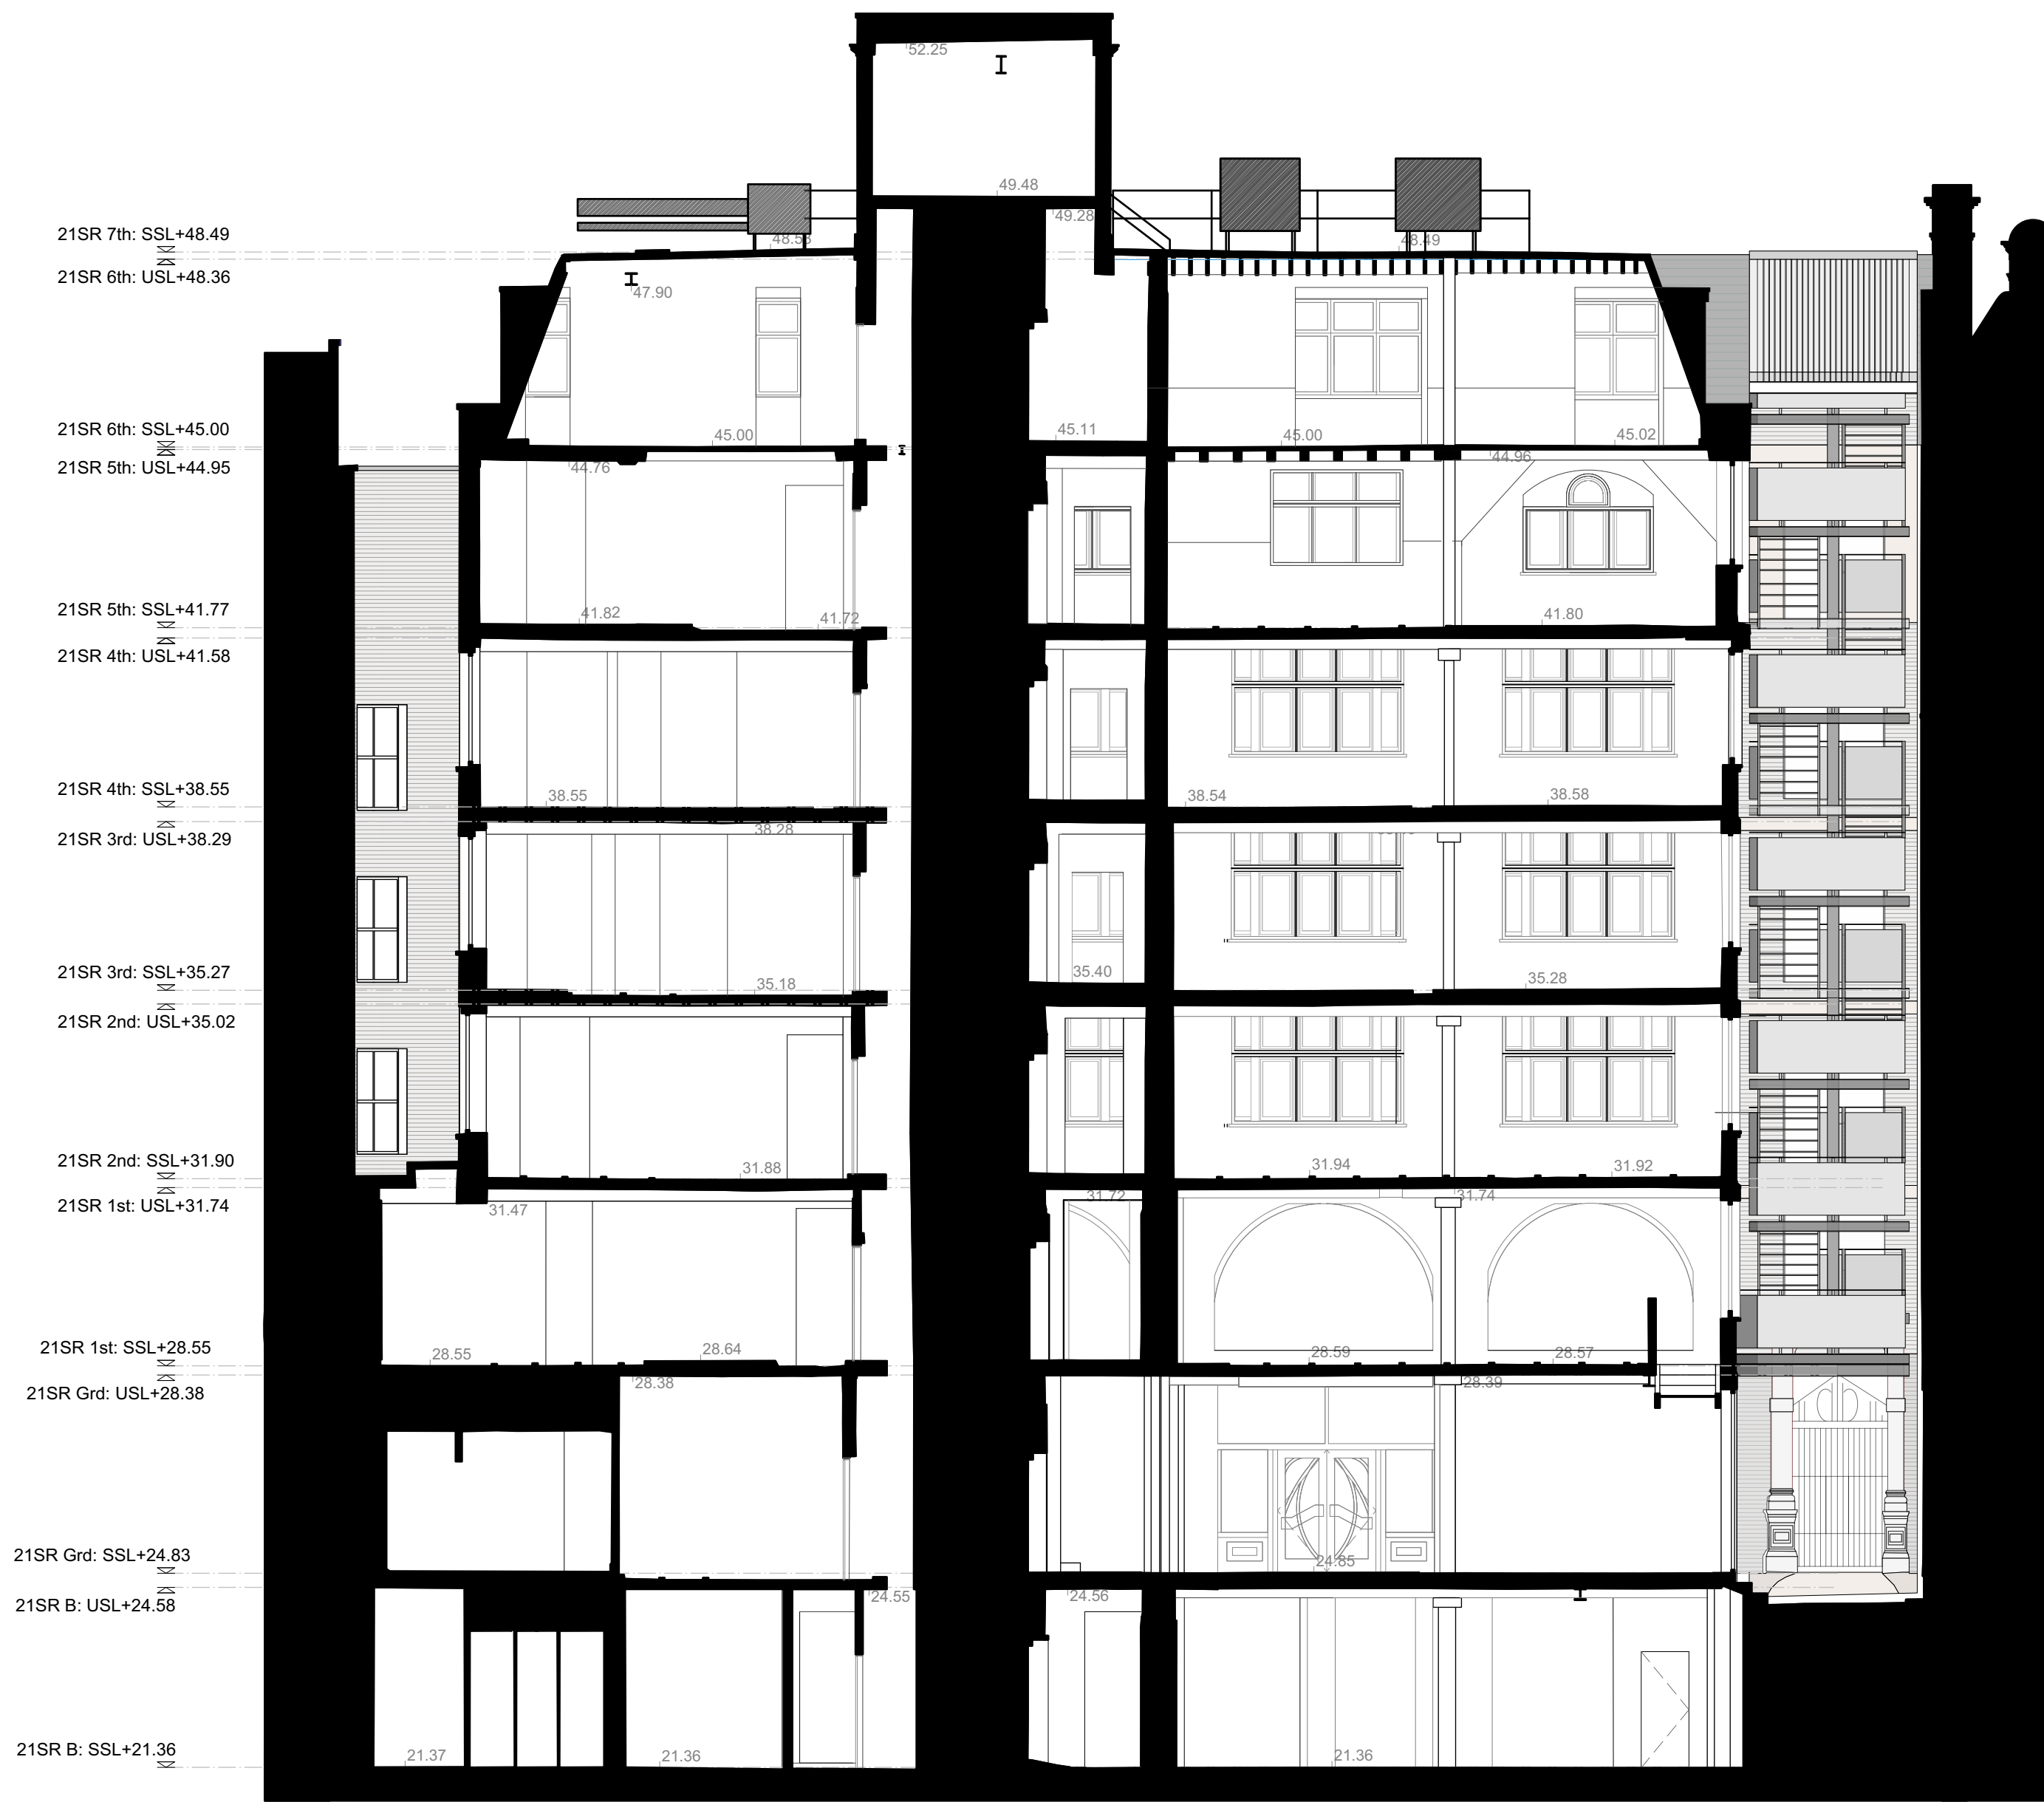 52.25
49.48
49.28
21SR 7th: SSL+48.49
48.53
48.49
21SR 6th: USL+48.36
47.90
21SR 6th: SSL+45.00
45.00
45.11
45.00
45.02
21SR 5th: USL+44.95
44.76
44.96
21SR 5th: SSL+41.77
41.82
41.72
41.80
21SR 4th: USL+41.58
21SR 4th: SSL+38.55
38.55
38.54
38.58
21SR 3rd: USL+38.29
38.28
21SR 3rd: SSL+35.27
35.18
35.40
35.28
21SR 2nd: USL+35.02
21SR 2nd: SSL+31.90
31.88
31.94
31.92
21SR 1st: USL+31.74
31.47
31.72
31.74
21SR 1st: SSL+28.55
28.55
28.64
28.59
28.57
21SR Grd: USL+28.38
28.38
28.39
21SR Grd: SSL+24.83
24.85
21SR B: USL+24.58
24.55
24.56
21SR B: SSL+21.36
21.37
21.36
21.36